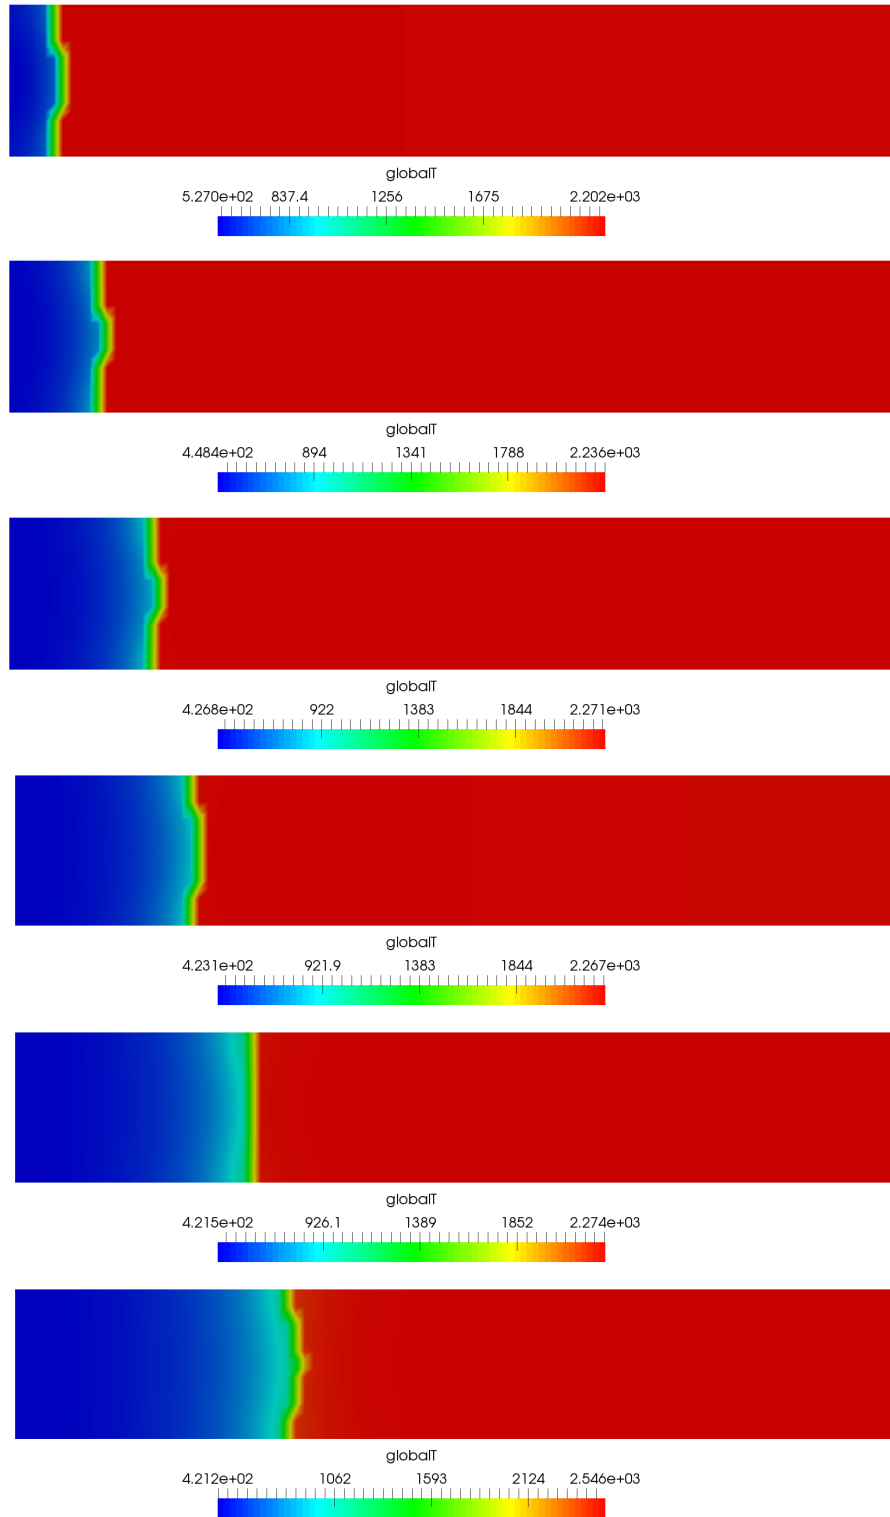 globalT
5.270e+02 837.4 1256 1675 2.202e+03
globalT
4.484e+02 894 1341 1788 2.236e+03
globalT
4.268e+02 922 1383 1844 2.271e+03
globalT
4.231e+02 921.9 1383 1844 2.267e+03
globalT
4.215e+02 926.1 1389 1852 2.274e+03
globalT
4.212e+02 1062 1593 2124 2.546e+03